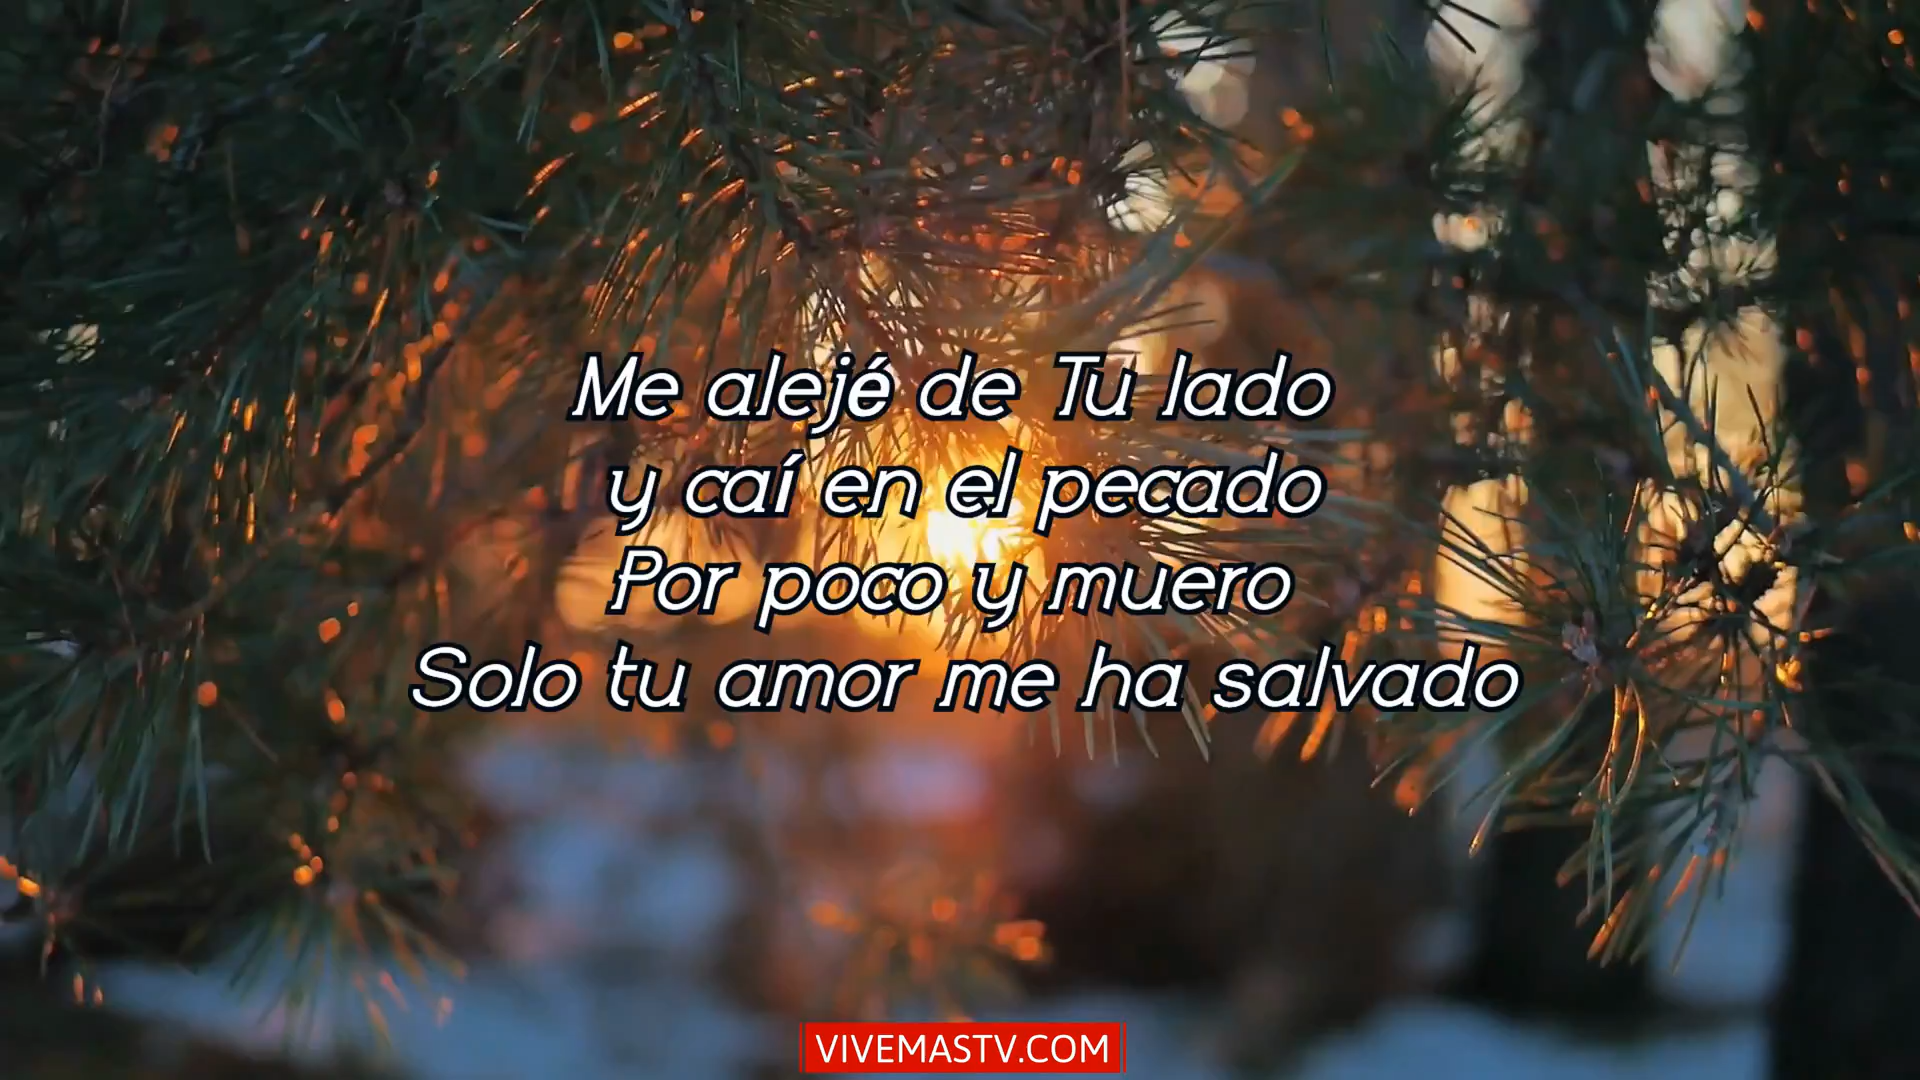 Me alejé de Tu lado
y caí en el pecado
Por poco y muero
Solo tu amor me ha salvado
VIVEMASTV.COM